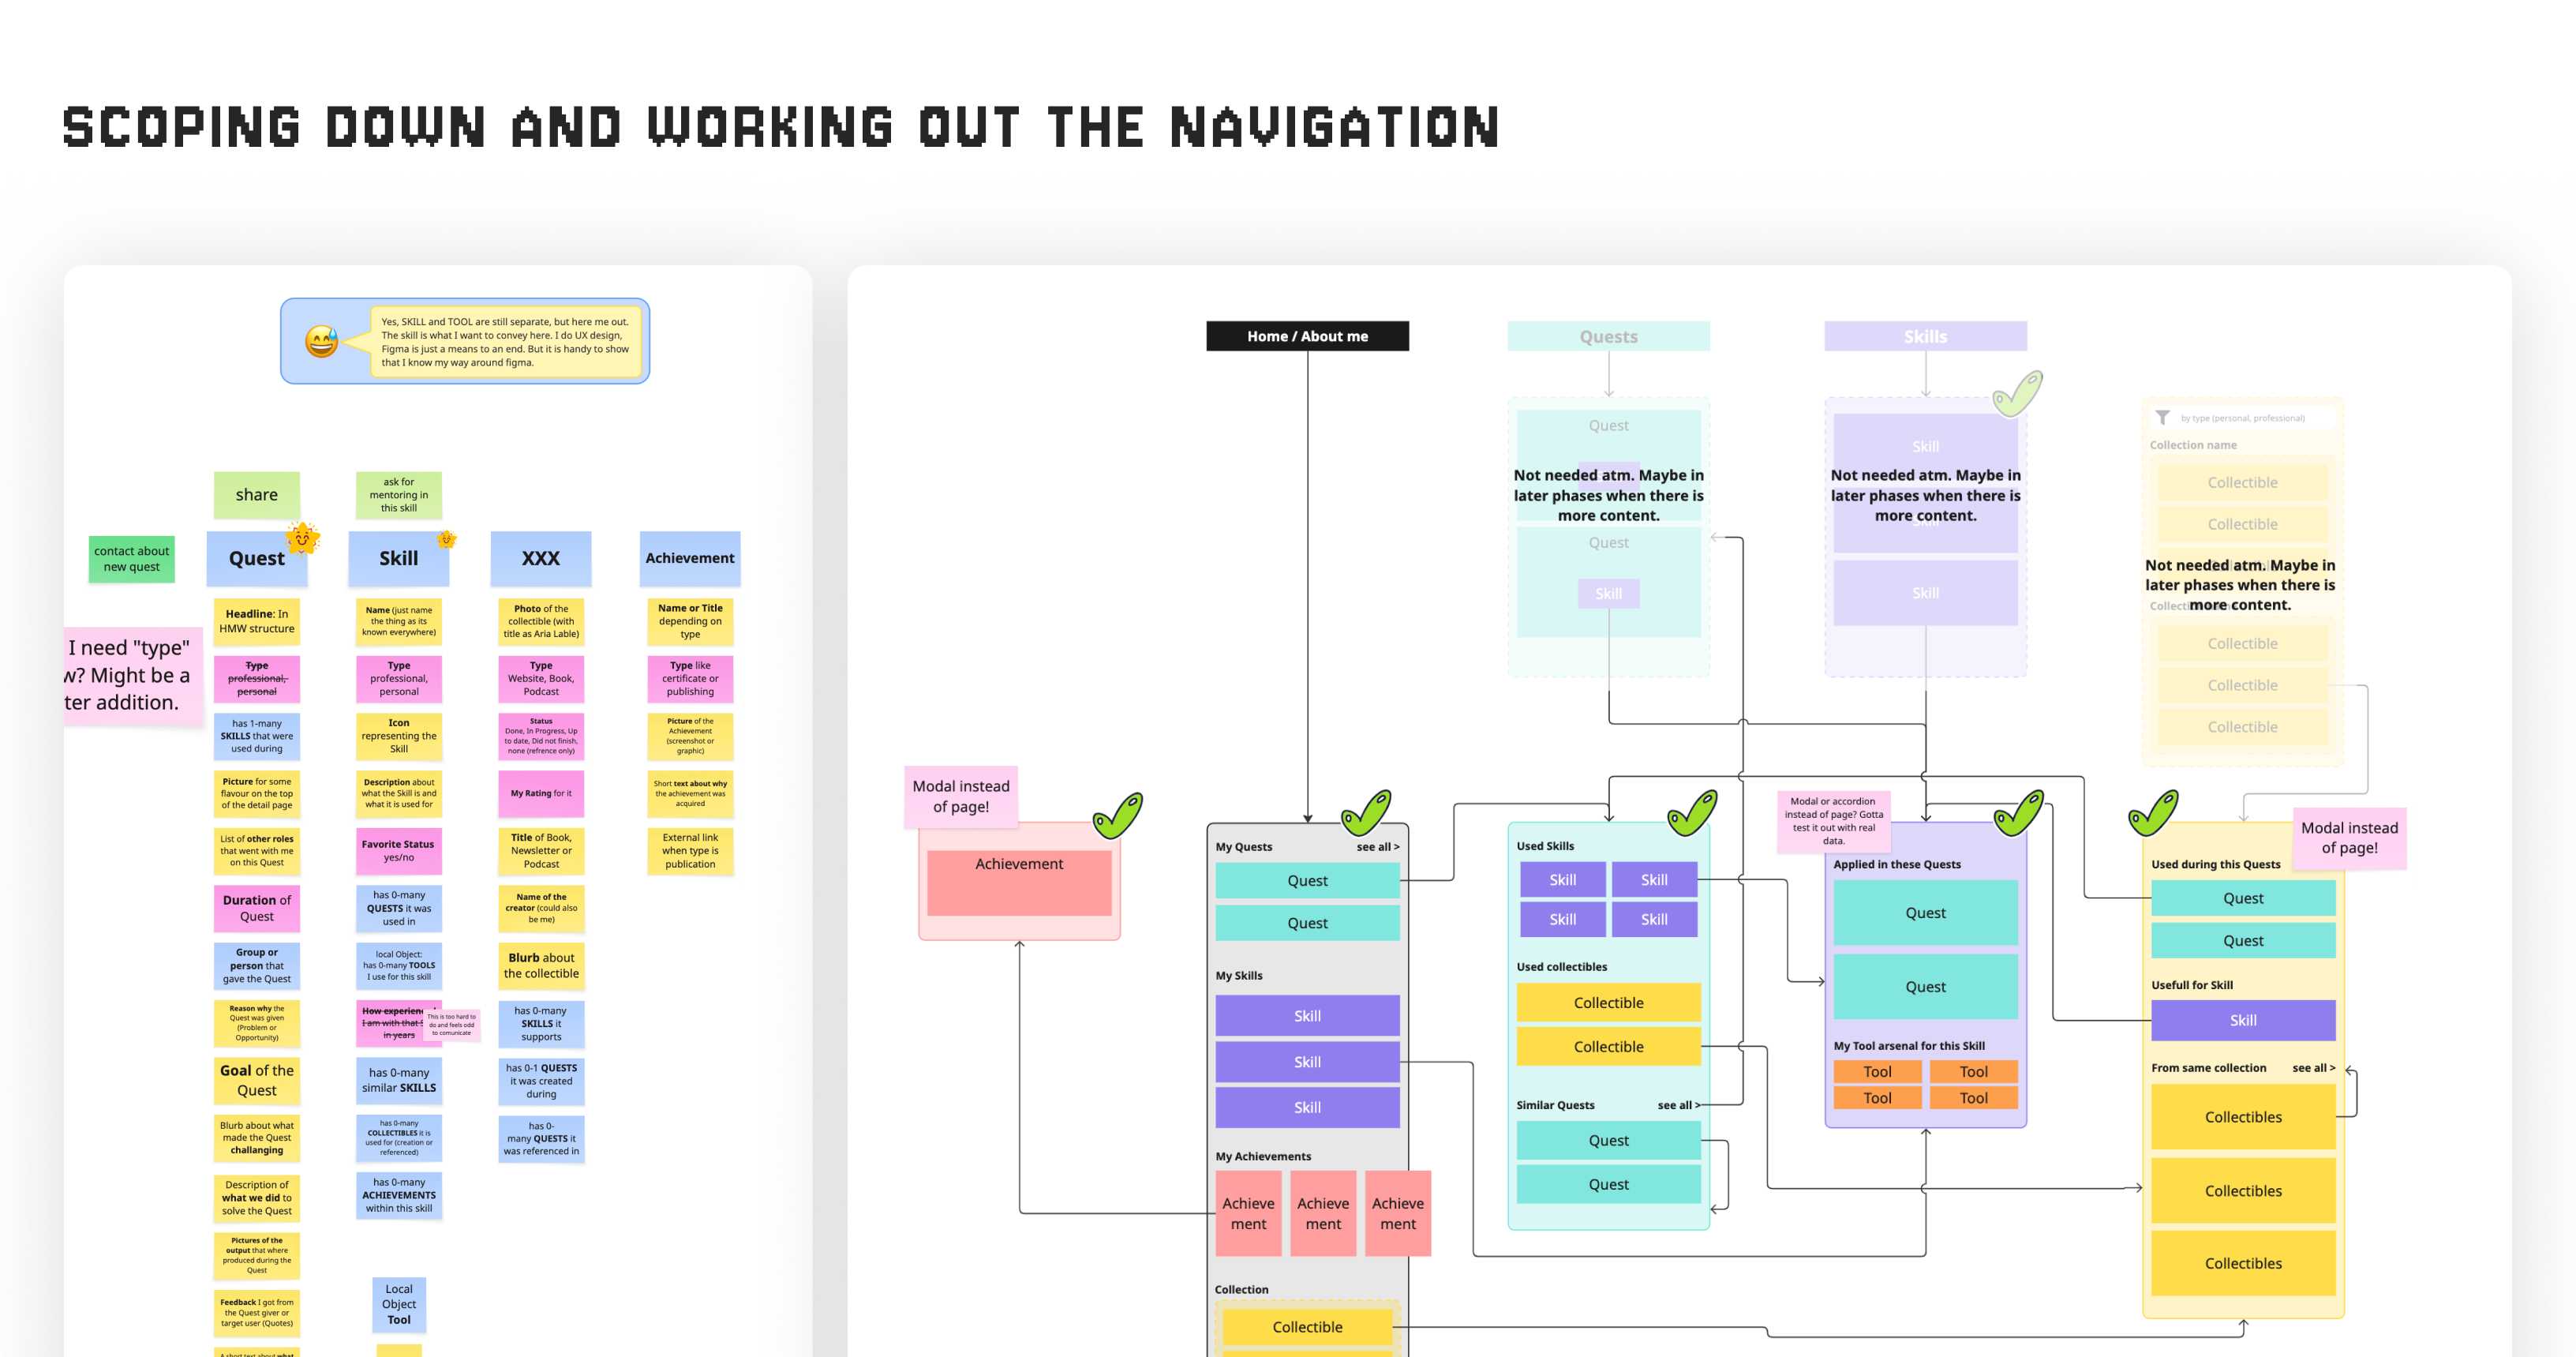 SCOPING DOWN AND WORKING OUT THE NAVIGATION
Yes, SKILL and TOOL are still separate, but here me out.
The skill is what I want to convey here. I do UX design,
Figma is just a means to an end. But it is handy to show
that I know my way around figma.
share
ask for
mentoring in
this skill
contact about
new quest
Quest
Skill
XXX
Achievement
I need "type"
w? Might be a
ter addition.
Headline: In
HMW structure
Type
professional,
personal
has 1-many
SKILLS that were
used during
Picture for some
flavour on the top
of the detail page
List of other roles
that went with me
on this Quest
Duration of
Quest
Group or
person that
gave the Quest
Reason why the
Quest was given
(Problem or
Opportunity)
Goal of the
Quest
Blurb about what
made the Quest
challanging
Description of
what we did to
solve the Quest
Pictures of the
output that where
produced during the
Quest
Feedback I got from
the Quest giver or
target user (Quotes)
A short text about what
Name (just name
the thing as its
known everywhere)
Type
professional,
personal
Icon
representing the
Skill
Description about
what the Skill is and
what it is used for
Favorite Status
yes/no
has 0-many
QUESTS it was
used in
local Object:
has 0-many TOOLS
I use for this skill
How experienced
I am with that
in years
This is too hard to
do and feels odd
to comunicate
has 0-many
similar SKILLS
has 0-many
COLLECTIBLES it is
used for (creation or
referenced)
has 0-many
ACHIEVEMENTS
within this skill
Local
Object
Tool
Photo of the
collectible (with
title as Aria Lable)
Type
Website, Book,
Podcast
Status
Done, In Progress, Up
to date, Did not finish,
none (refrence only)
My Rating for it
Title of Book,
Newsletter or
Podcast
Name of the
creator (could also
be me)
Blurb about
the collectible
has 0-many
SKILLS it
supports
has 0-1 QUESTS
it was created
during
has 0-
many QUESTS it
was referenced in
Name or Title
depending on
type
Type like
certificate or
publishing
Picture of the
Achievement
(screenshot or
graphic)
Short text about why
the achievement was
acquired
External link
when type is
publication
Home / About me
Quests
Skills
Quest
Not needed atm. Maybe in
later phases when there is
more content.
Quest
Skill
Skill
Not needed atm. Maybe in
later phases when there is
more content.
Skill
by type (personal, professional)
Collection name
Collectible
Collectible
Not needed atm. Maybe in
later phases when there is
more content.
Collectible
Collectible
Collectible
Modal instead
of page!
Achievement
My Quests
see all >
Quest
Quest
My Skills
Skill
Skill
Skill
My Achievements
Achieve
ment
Achieve
ment
Achieve
ment
Collection
Collectible
Used Skills
Skill
Skill
Skill
Skill
Used collectibles
Collectible
Collectible
Similar Quests
see all >
Quest
Quest
Modal or accordion
instead of page? Gotta
test it out with real
data.
Applied in these Quests
Quest
Quest
My Tool arsenal for this Skill
Tool
Tool
Tool
Tool
Modal instead
of page!
Used during this Quests
Quest
Quest
Usefull for Skill
Skill
From same collection
see all >
Collectibles
Collectibles
Collectibles